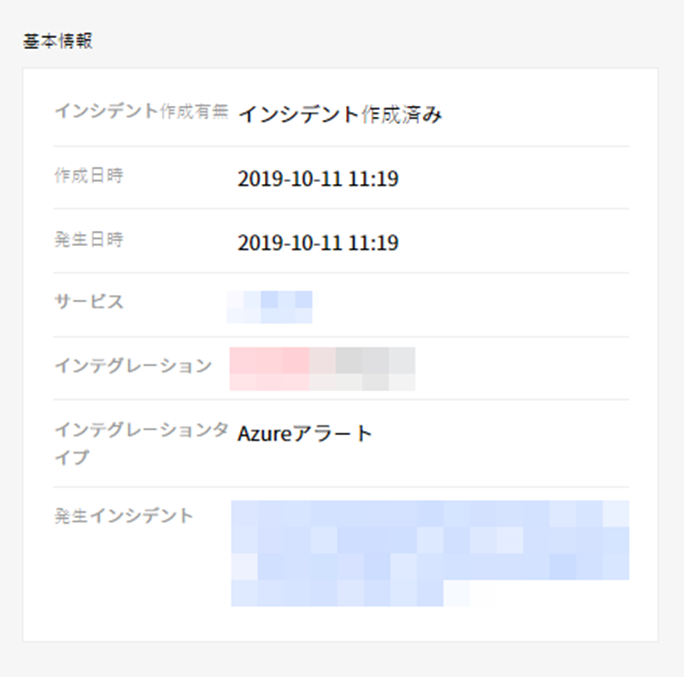 基本情報
インシデント作成有無 インシデント作成済み
作成日時 2019-10-11 11:19
発生日時 2019-10-11 11:19
サービス
インテグレーション
インテグレーションタ Azureアラート
イプ
発生インシデント